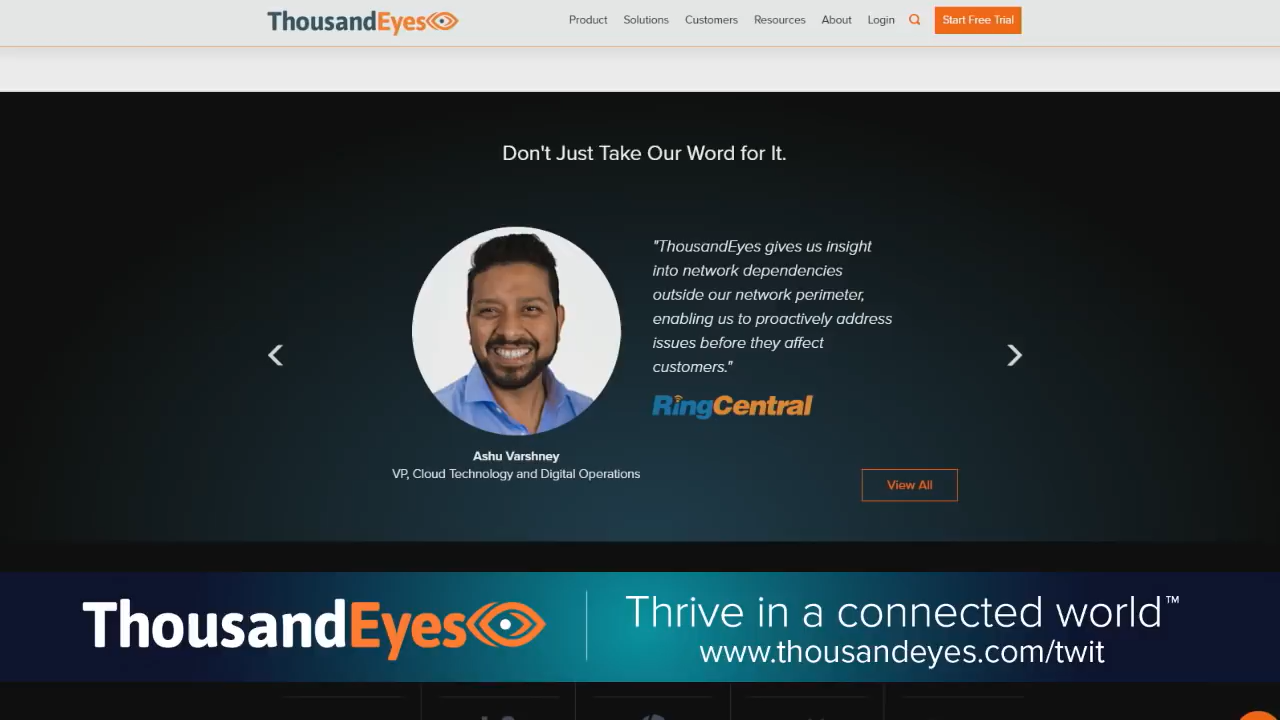 ThousandEyes
Product Solutions Customers Resources About Login Start Free Trial
Don't Just Take Our Word for It.
"ThousandEyes gives us insight
into network dependencies
outside our network perimeter,
enabling us to proactively address
issues before they affect
customers."
RingCentral
Ashu Varshney
VP, Cloud Technology and Digital Operations
View All
ThousandEyes
Thrive in a connected world™
www.thousandeyes.com/twit